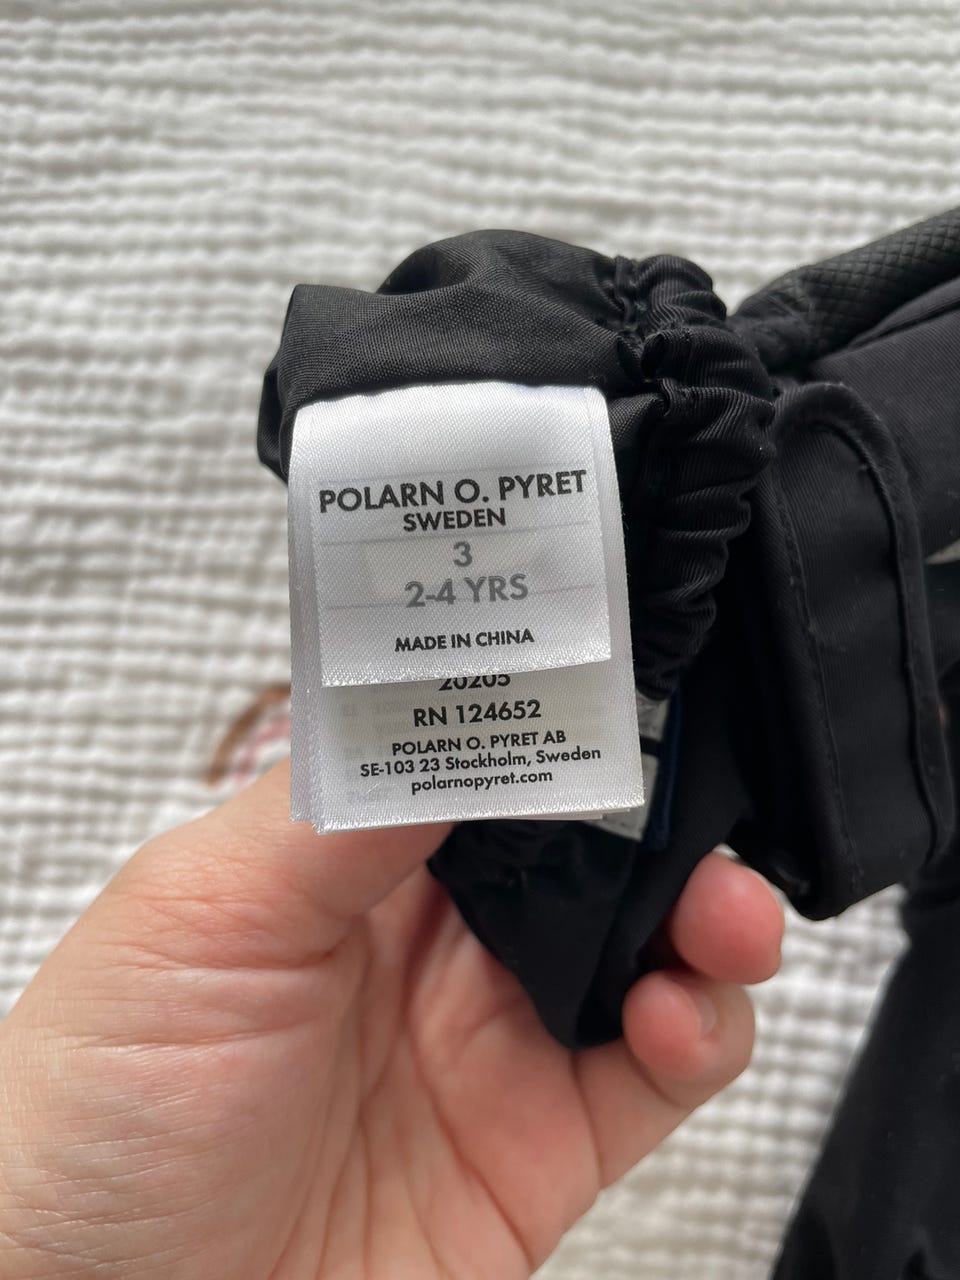 POLARN O. PYRET
SWEDEN
3
2-4 YRS
MADE IN CHINA
20205
RN 124652
POLARN O. PYRET AB
SE-103 23 Stockholm, Sweden
polarnopyret.com